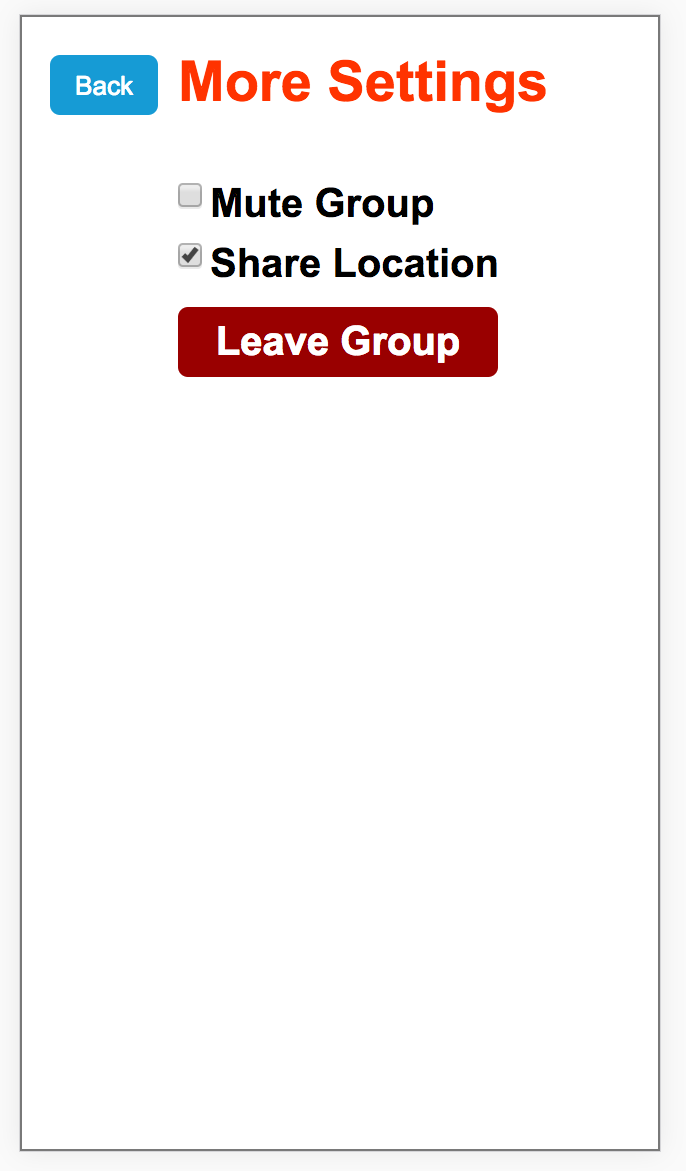 Back
More Settings
Mute Group
Share Location
Leave Group